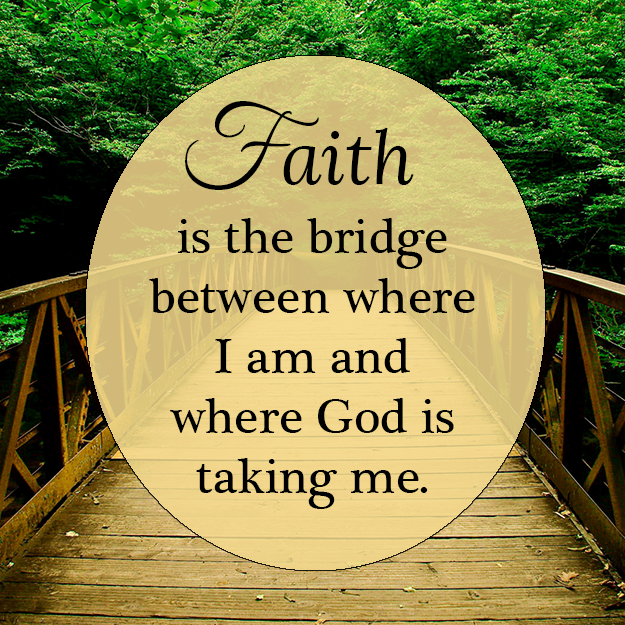 Faith
is the bridge
between where
I am and
where God is
taking me.